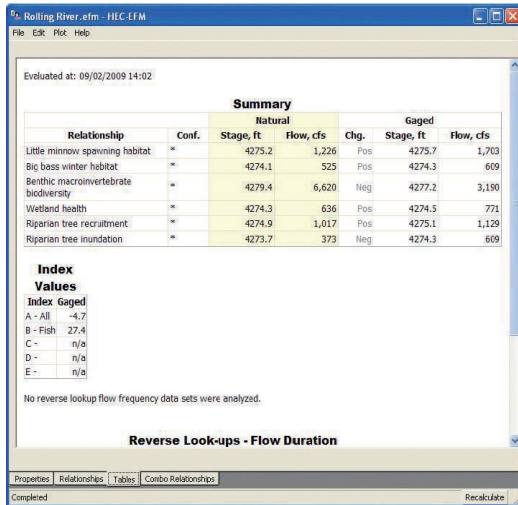 Rolling River.efm - HEC-EFM
File Edit Plot Help
Evaluated at: 09/02/2009 14:02
Summary
Natural Gaged
Relationship Conf. Stage, ft Flow, cfs Chg. Stage, ft Flow, cfs
Little minnow spawning habitat * 4275.2 1,226 Pos 4275.7 1,703
Big bass winter habitat * 4274.1 525 Pos 4274.3 609
Benthic macroinvertebrate
biodiversity * 4279.4 6,620 Neg 4277.2 3,190
Wetland health * 4274.3 636 Pos 4274.5 771
Riparian tree recruitment * 4274.9 1,017 Pos 4275.1 1,129
Riparian tree inundation * 4273.7 373 Neg 4274.3 609
Index
Values
Index Gaged
A - All -4.7
B - Fish 27.4
C - n/a
D - n/a
E - n/a
No reverse lookup flow frequency data sets were analyzed.
Reverse Look-ups - Flow Duration
Properties Relationships Tables Combo Relationships
Completed Recalculate